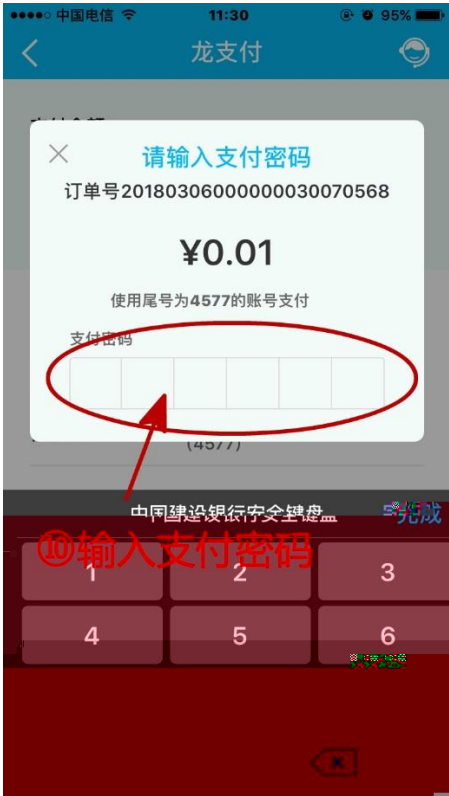 中国电信 11:30 95%
龙支付
请输入支付密码
订单号20180306000000030070568
¥0.01
使用尾号为4577的账号支付
支付密码
(4577)
中国建设银行安全键盘 完成
⑩输入支付密码
1 2 3
4 5 6